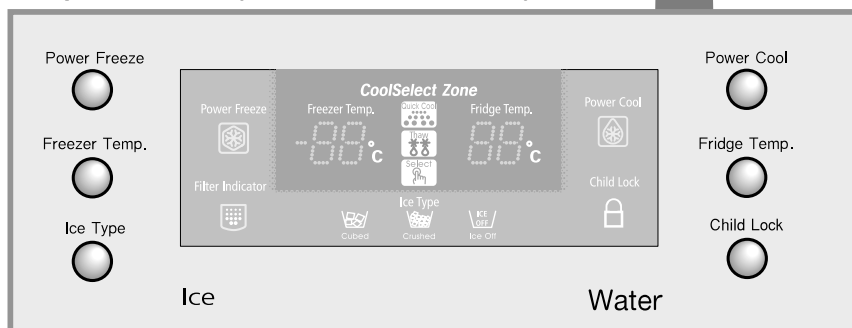 Power Freeze
Freezer Temp.
Ice Type
CoolSelect Zone
Power Freeze
Freezer Temp.
-88°c
Quick Cool
Thaw
Select
Fridge Temp.
88°c
Power Cool
Filter Indicator
Child Lock
Ice Type
Cubed
Crushed
ICE
OFF
Ice Off
Power Cool
Fridge Temp.
Child Lock
Ice
Water